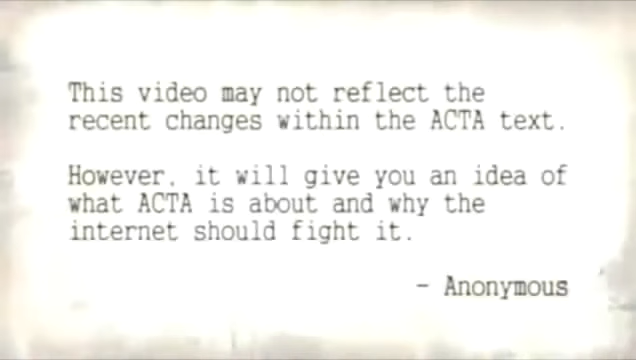 This video may not reflect the
recent changes within the ACTA text.
However, it will give you an idea of
what ACTA is about and why the
internet should fight it.
- Anonymous